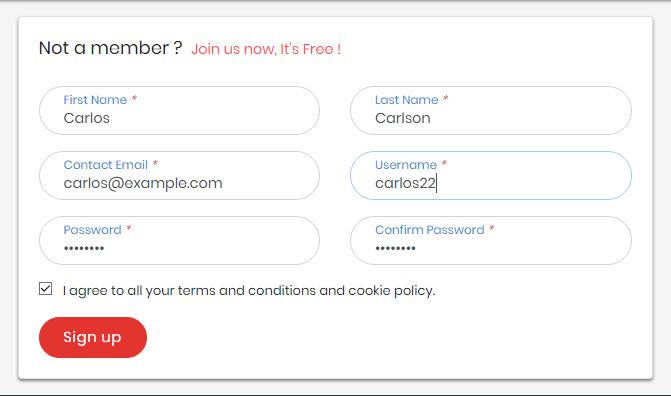 Not a member ? Join us now, It's Free !
First Name * Last Name *
Carlos Carlson
Contact Email * Username *
carlos@example.com carlos22
Password * Confirm Password *
•••••••• ••••••••
I agree to all your terms and conditions and cookie policy.
Sign up